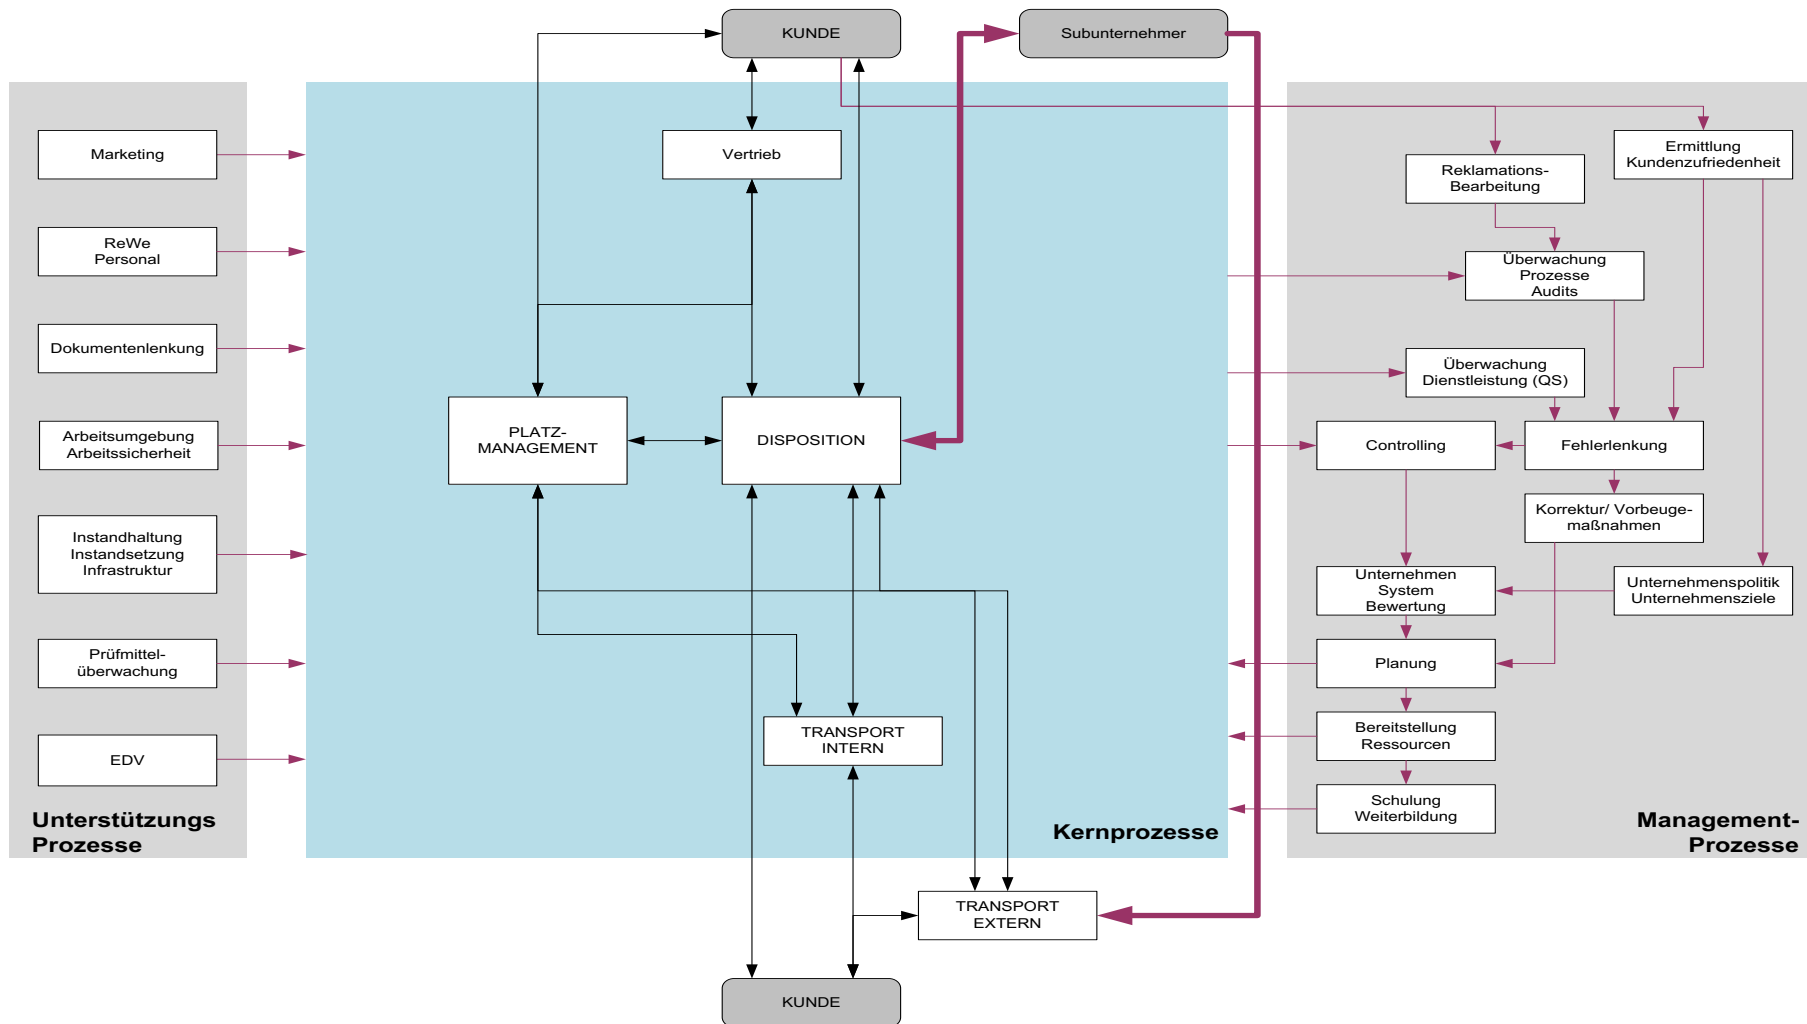 KUNDE
Subunternehmer
Marketing
ReWe
Personal
Dokumentenlenkung
Arbeitsumgebung
Arbeitssicherheit
Instandhaltung
Instandsetzung
Infrastruktur
Prüfmittel-
überwachung
EDV
Unterstützungs
Prozesse
Vertrieb
PLATZ-
MANAGEMENT
DISPOSITION
TRANSPORT
INTERN
Kernprozesse
TRANSPORT
EXTERN
KUNDE
Ermittlung
Kundenzufriedenheit
Reklamations-
Bearbeitung
Überwachung
Prozesse
Audits
Überwachung
Dienstleistung (QS)
Controlling
Fehlerlenkung
Korrektur/ Vorbeuge-
maßnahmen
Unternehmen
System
Bewertung
Unternehmenspolitik
Unternehmensziele
Planung
Bereitstellung
Ressourcen
Schulung
Weiterbildung
Management-
Prozesse